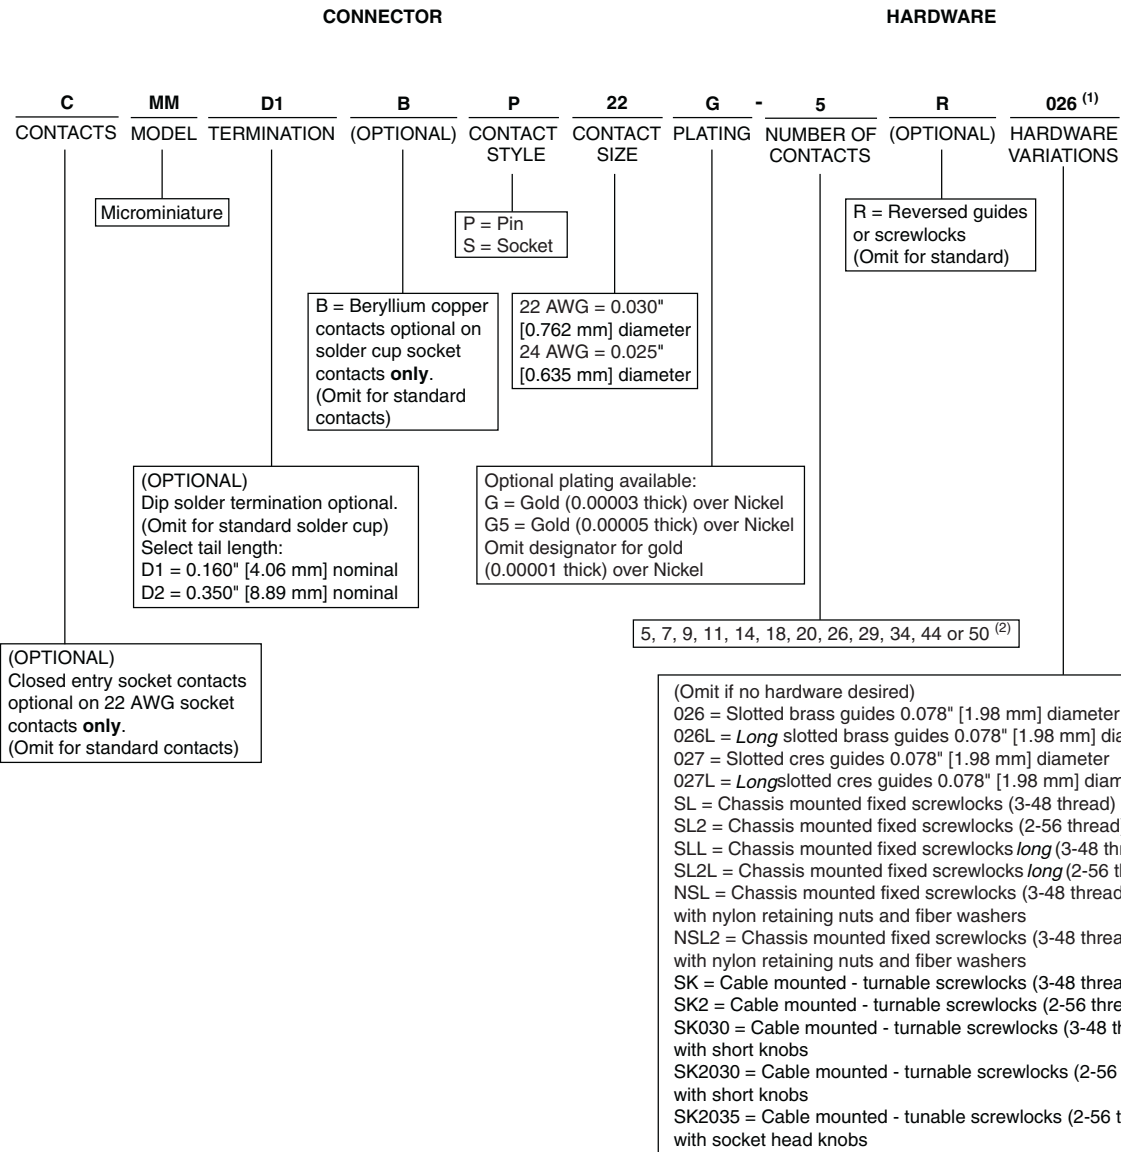 CONNECTOR
HARDWARE
C MM D1 B P 22 G - 5 R 026 (1)
CONTACTS MODEL TERMINATION (OPTIONAL) CONTACT STYLE CONTACT SIZE PLATING NUMBER OF CONTACTS (OPTIONAL) HARDWARE VARIATIONS
Microminiature
P = Pin
S = Socket
R = Reversed guides
or screwlocks
(Omit for standard)
B = Beryllium copper
contacts optional on
solder cup socket
contacts only.
(Omit for standard
contacts)
22 AWG = 0.030"
[0.762 mm] diameter
24 AWG = 0.025"
[0.635 mm] diameter
(OPTIONAL)
Dip solder termination optional.
(Omit for standard solder cup)
Select tail length:
D1 = 0.160" [4.06 mm] nominal
D2 = 0.350" [8.89 mm] nominal
Optional plating available:
G = Gold (0.00003 thick) over Nickel
G5 = Gold (0.00005 thick) over Nickel
Omit designator for gold
(0.00001 thick) over Nickel
5, 7, 9, 11, 14, 18, 20, 26, 29, 34, 44 or 50 (2)
(OPTIONAL)
Closed entry socket contacts
optional on 22 AWG socket
contacts only.
(Omit for standard contacts)
(Omit if no hardware desired)
026 = Slotted brass guides 0.078" [1.98 mm] diameter
026L = Long slotted brass guides 0.078" [1.98 mm]
027 = Slotted cres guides 0.078" [1.98 mm] diameter
027L = Longslotted cres guides 0.078" [1.98 mm]
SL = Chassis mounted fixed screwlocks (3-48 thread)
SL2 = Chassis mounted fixed screwlocks (2-56 thread
SLL = Chassis mounted fixed screwlocks long (3-48
SL2L = Chassis mounted fixed screwlocks long (2-56
NSL = Chassis mounted fixed screwlocks (3-48 thread
with nylon retaining nuts and fiber washers
NSL2 = Chassis mounted fixed screwlocks (3-48
with nylon retaining nuts and fiber washers
SK = Cable mounted - turnable screwlocks (3-48
SK2 = Cable mounted - turnable screwlocks (2-56
SK030 = Cable mounted - turnable screwlocks (3-48
with short knobs
SK2030 = Cable mounted - turnable screwlocks (2-56
with short knobs
SK2035 = Cable mounted - tunable screwlocks (2-56
with socket head knobs